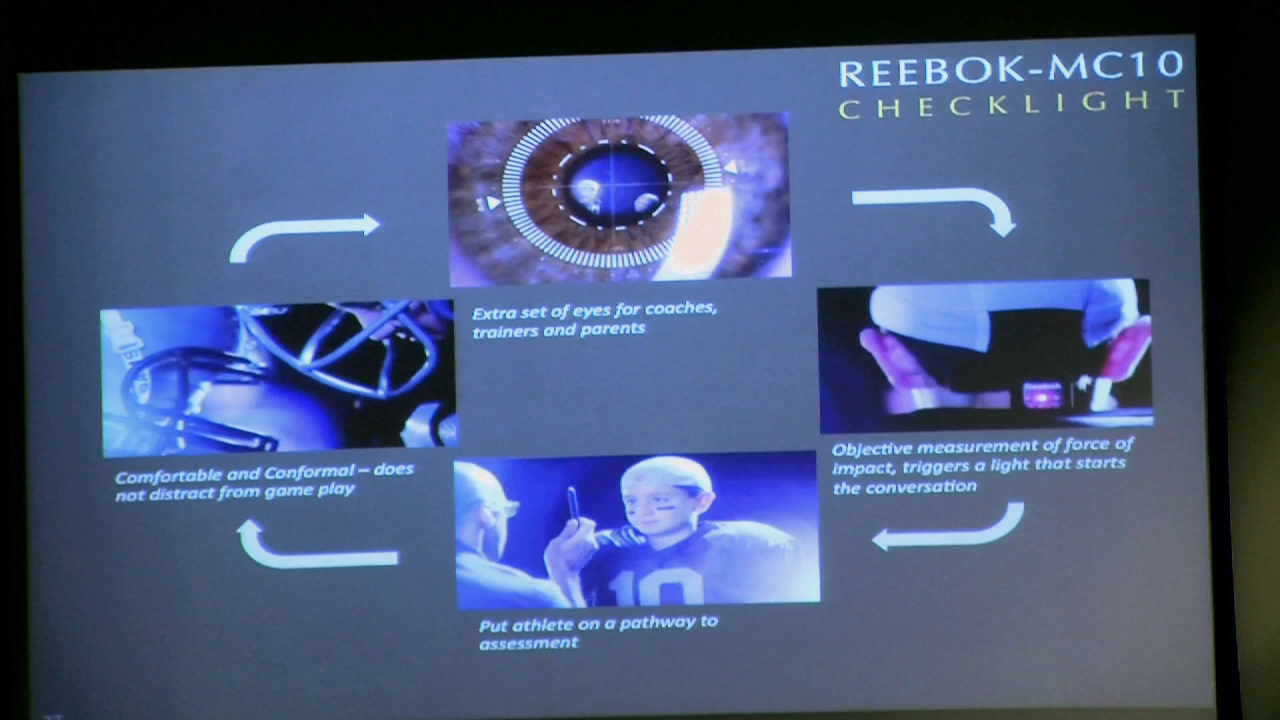 REEBOK-MC10
CHECKLIGHT
Extra set of eyes for coaches,
trainers and parents
Objective measurement of force of
impact, triggers a light that starts
the conversation
Put athlete on a pathway to
assessment
Comfortable and Conformal – does
not distract from game play
10